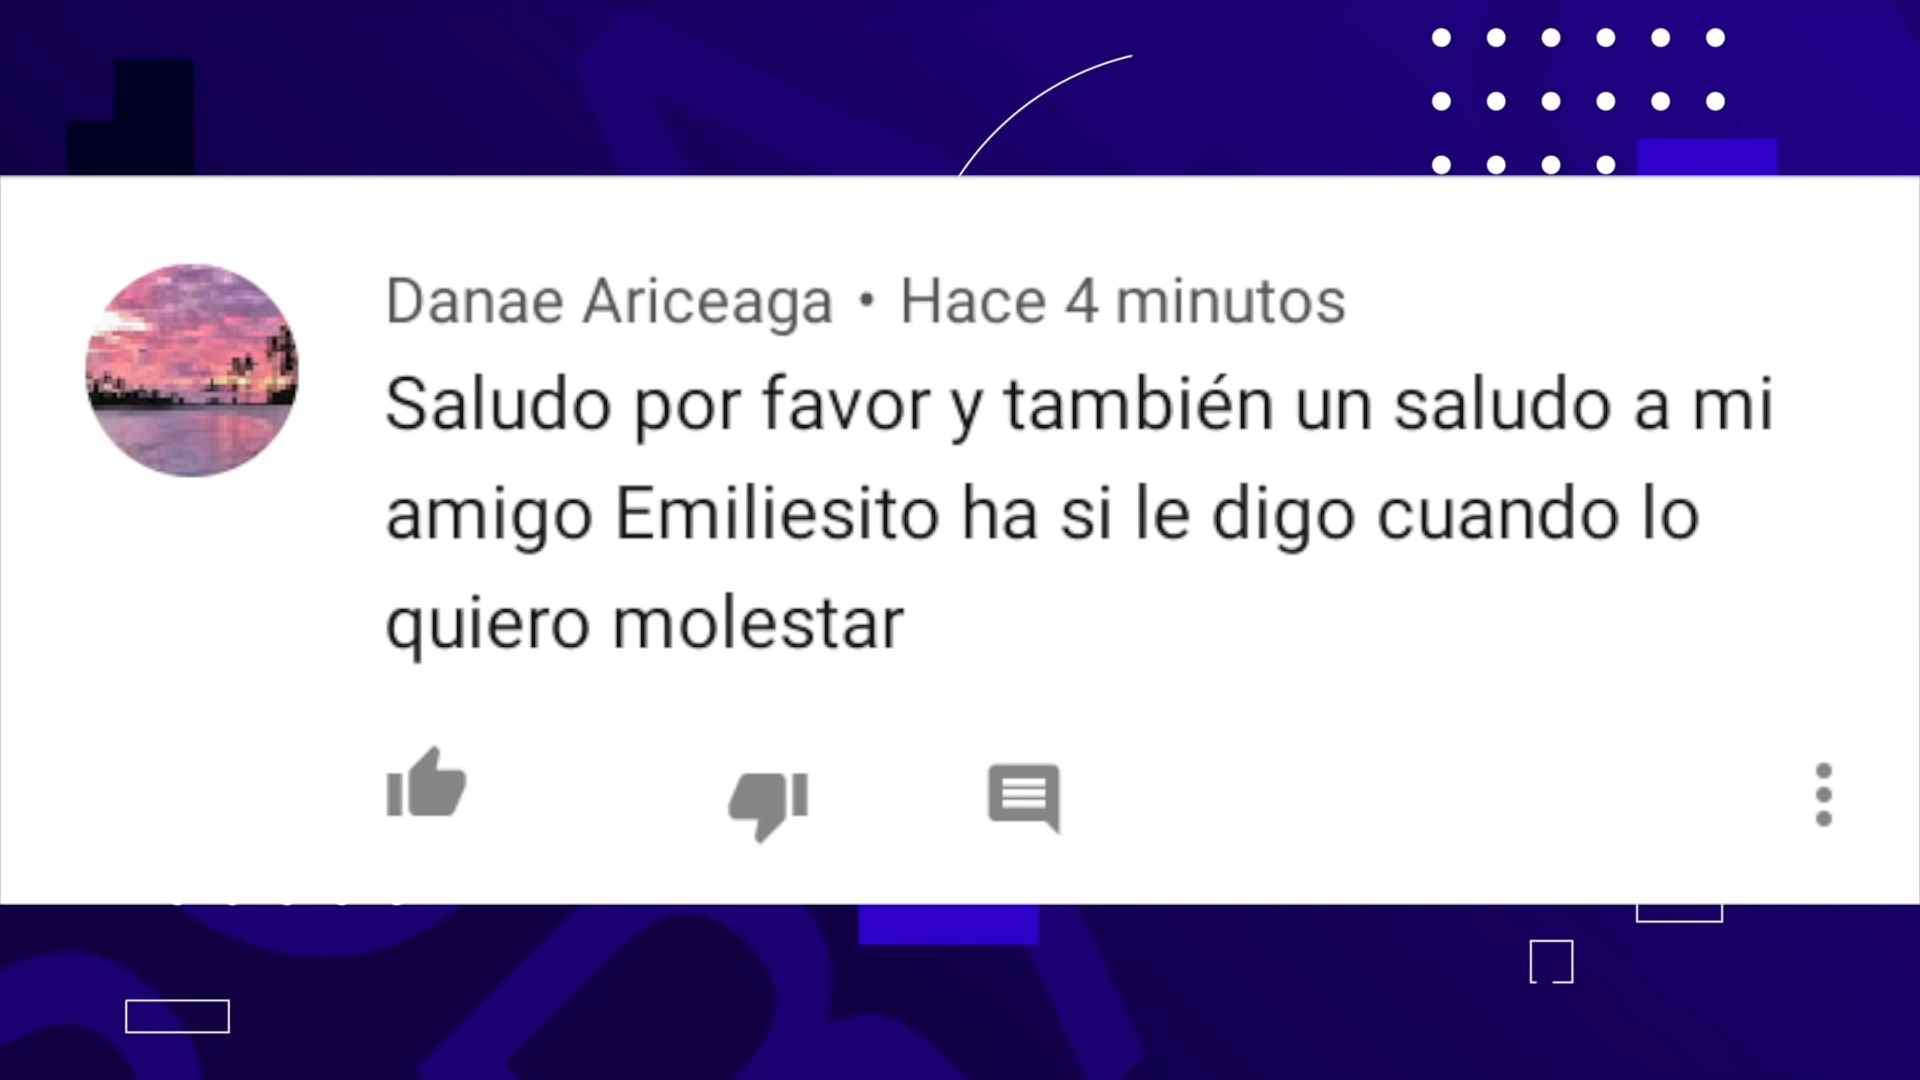 Danae Ariceaga • Hace 4 minutos
Saludo por favor y también un saludo a mi
amigo Emiliesito ha si le digo cuando lo
quiero molestar